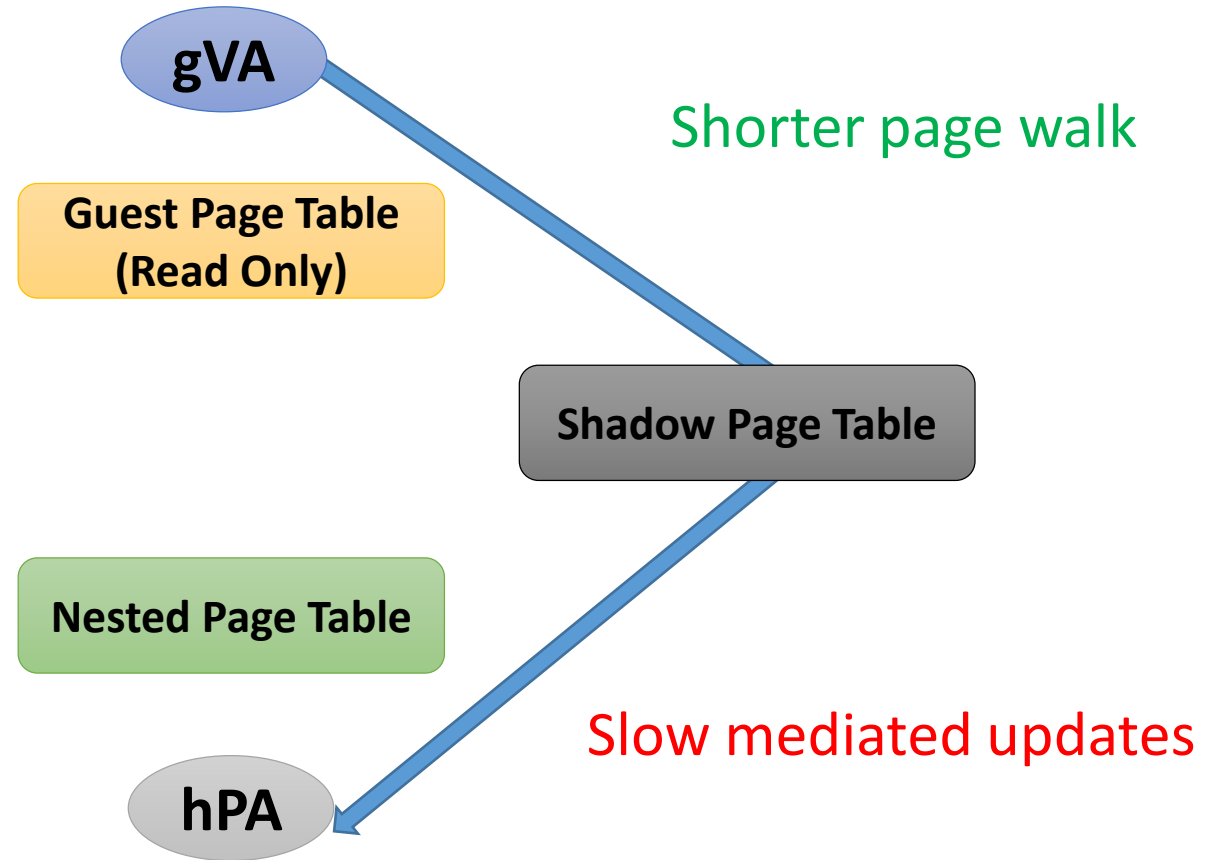 gVA
Shorter page walk
Guest Page Table
(Read Only)
Shadow Page Table
Nested Page Table
Slow mediated updates
hPA